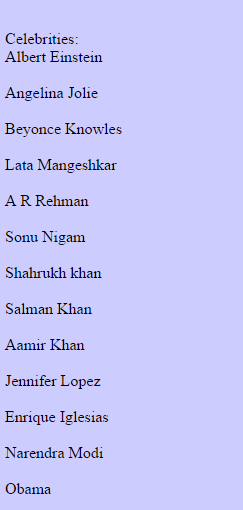 Celebrities:
Albert Einstein
Angelina Jolie
Beyonce Knowles
Lata Mangeshkar
A R Rehman
Sonu Nigam
Shahrukh khan
Salman Khan
Aamir Khan
Jennifer Lopez
Enrique Iglesias
Narendra Modi
Obama